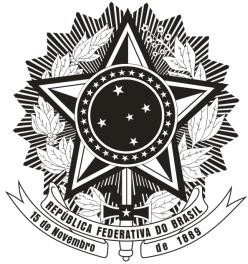 REPÚBLICA FEDERATIVA DO BRASIL
15 de Novembro de 1889